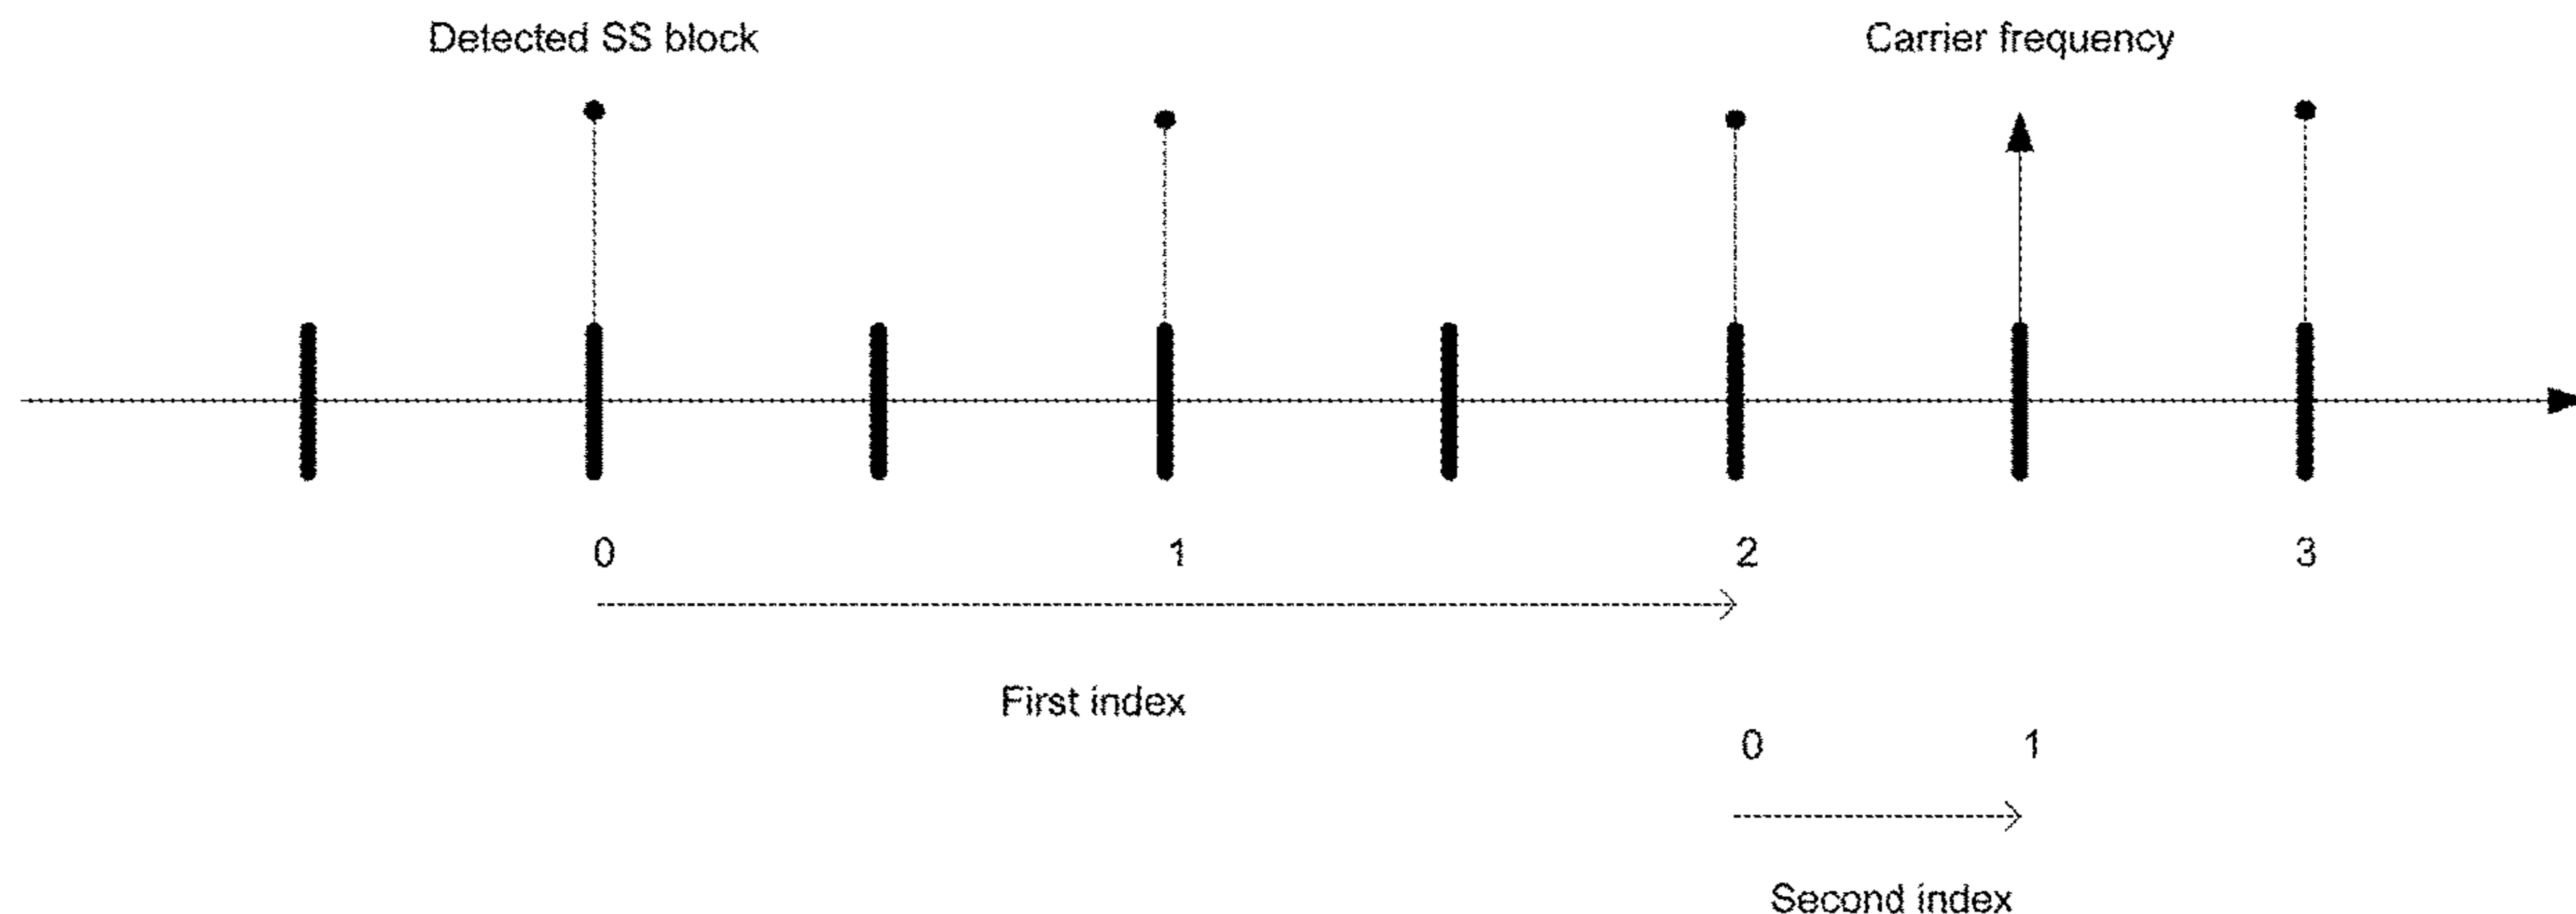 Detected SS block
Carrier frequency
0
1
2
3
First index
0
1
Second index